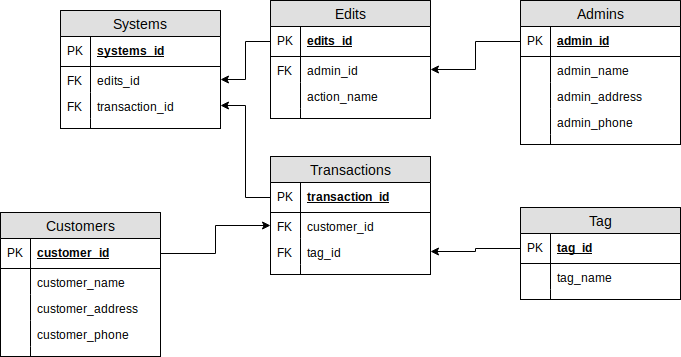 Systems
PK systems_id
FK edits_id
FK transaction_id
Edits
PK edits_id
FK admin_id
action_name
Admins
PK admin_id
admin_name
admin_address
admin_phone
Transactions
PK transaction_id
FK customer_id
FK tag_id
Customers
PK customer_id
customer_name
customer_address
customer_phone
Tag
PK tag_id
tag_name